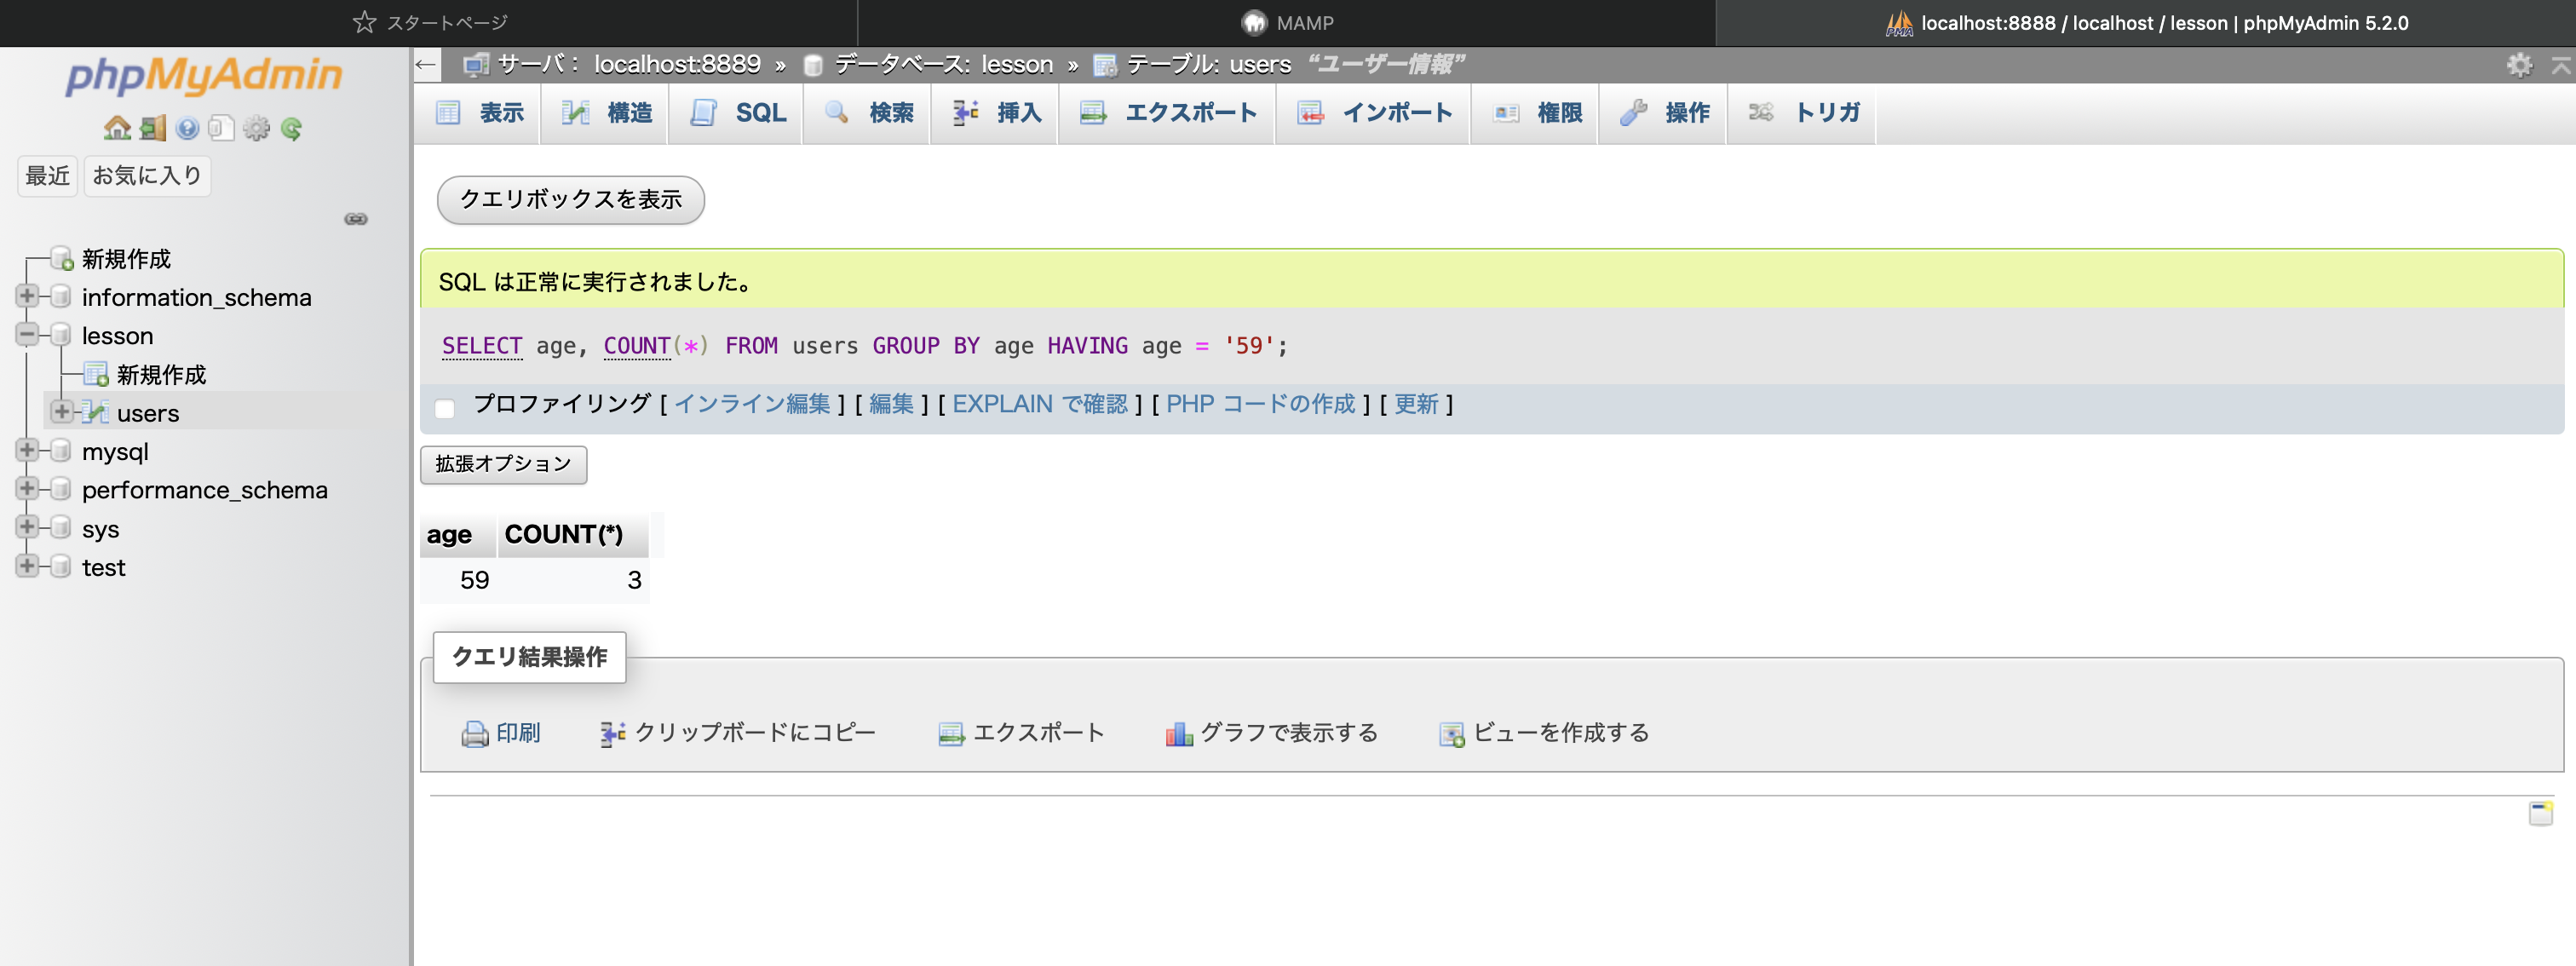 スタートページ
MAMP
localhost:8888 / localhost / lesson | phpMyAdmin 5.2.0
phpMyAdmin
最近 お気に入り
新規作成
information_schema
lesson
新規作成
users
mysql
performance_schema
sys
test
サーバ： localhost:8889 » データベース: lesson » テーブル: users “ユーザー情報”
表示 構造 SQL 検索 挿入 エクスポート インポート 権限 操作 トリガ
クエリボックスを表示
SQL は正常に実行されました。
SELECT age, COUNT(*) FROM users GROUP BY age HAVING age = '59';
プロファイリング [ インライン編集 ] [ 編集 ] [ EXPLAIN で確認 ] [ PHP コードの作成 ] [ 更新 ]
拡張オプション
age COUNT(*)
59 3
クエリ結果操作
印刷 クリップボードにコピー エクスポート グラフで表示する ビューを作成する